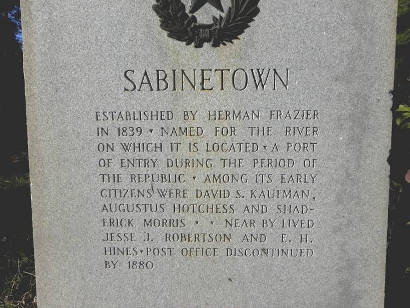 SABINETOWN
ESTABLISHED BY HERMAN FRAZIER
IN 1839 • NAMED FOR THE RIVER
ON WHICH IT IS LOCATED • A PORT
OF ENTRY DURING THE PERIOD OF
THE REPUBLIC • AMONG ITS EARLY
CITIZENS WERE DAVID S. KAUFMAN,
AUGUSTUS HOTCHESS AND SHAD-
ERICK MORRIS • • NEAR BY LIVED
JESSE J. ROBERTSON AND E. H.
HINES • POST OFFICE DISCONTINUED
BY 1880